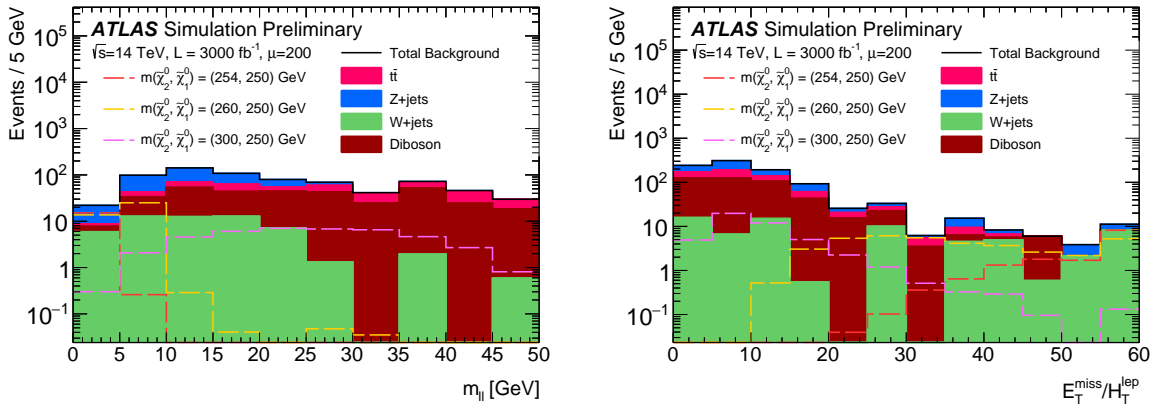 ATLAS Simulation Preliminary
√s=14 TeV, L = 3000 fb⁻¹, μ=200
m(χ̃₂⁰, χ̃₁⁰) = (254, 250) GeV
m(χ̃₂⁰, χ̃₁⁰) = (260, 250) GeV
m(χ̃₂⁰, χ̃₁⁰) = (300, 250) GeV
Total Background
tt̄
Z+jets
W+jets
Diboson
Events / 5 GeV
10⁵
10⁴
10³
10²
10
1
10⁻¹
0 5 10 15 20 25 30 35 40 45 50
m_ll [GeV]
ATLAS Simulation Preliminary
√s=14 TeV, L = 3000 fb⁻¹, μ=200
m(χ̃₂⁰, χ̃₁⁰) = (254, 250) GeV
m(χ̃₂⁰, χ̃₁⁰) = (260, 250) GeV
m(χ̃₂⁰, χ̃₁⁰) = (300, 250) GeV
Total Background
tt̄
Z+jets
W+jets
Diboson
Events / 5 GeV
10⁵
10⁴
10³
10²
10
1
10⁻¹
0 10 20 30 40 50 60
E_T^miss/H_T^lep